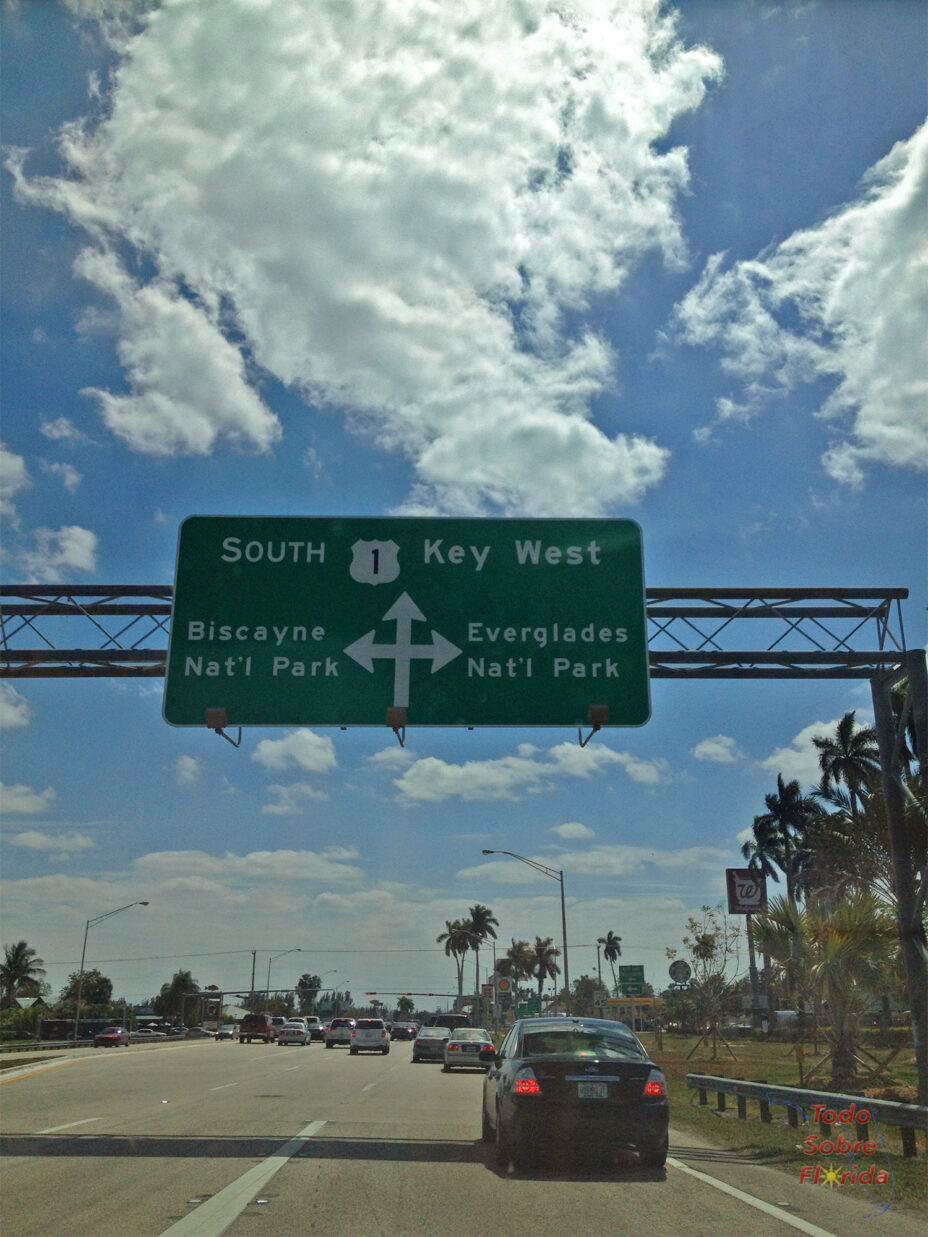 SOUTH 1 Key West
Biscayne
Nat'l Park
Everglades
Nat'l Park
Todo
Sobre
Florida